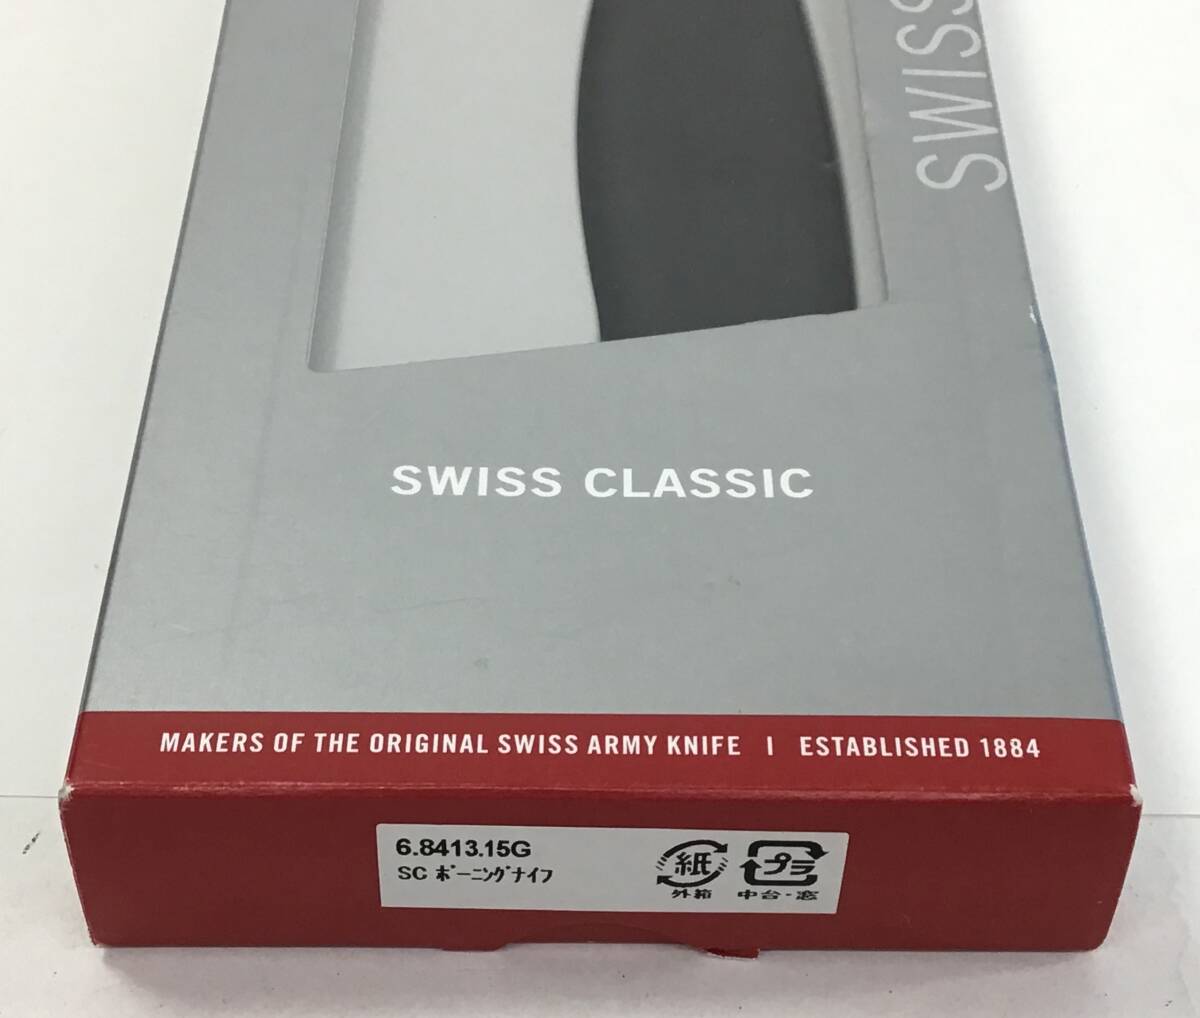 SWISS
SWISS CLASSIC
MAKERS OF THE ORIGINAL SWISS ARMY KNIFE | ESTABLISHED 1884
6.8413.15G
SC ボーニングナイフ
紙
外箱
プラ
中台・窓